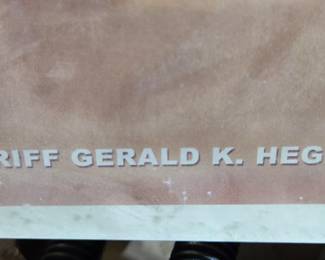 RIFF GERALD K. HEG